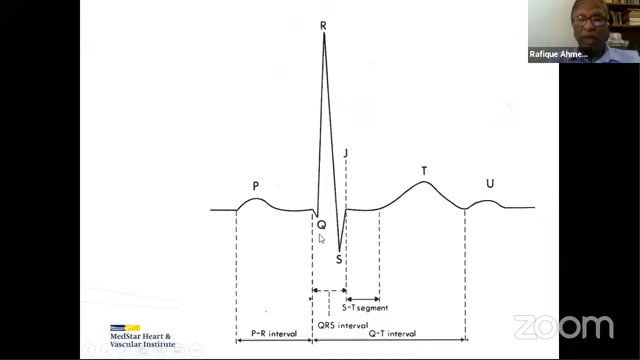 Rafique Ahme...
R
J
P
T
U
Q
S
S-T segment
QRS interval
P-R interval
Q-T interval
MedStar Heart &
Vascular Institute
zoom